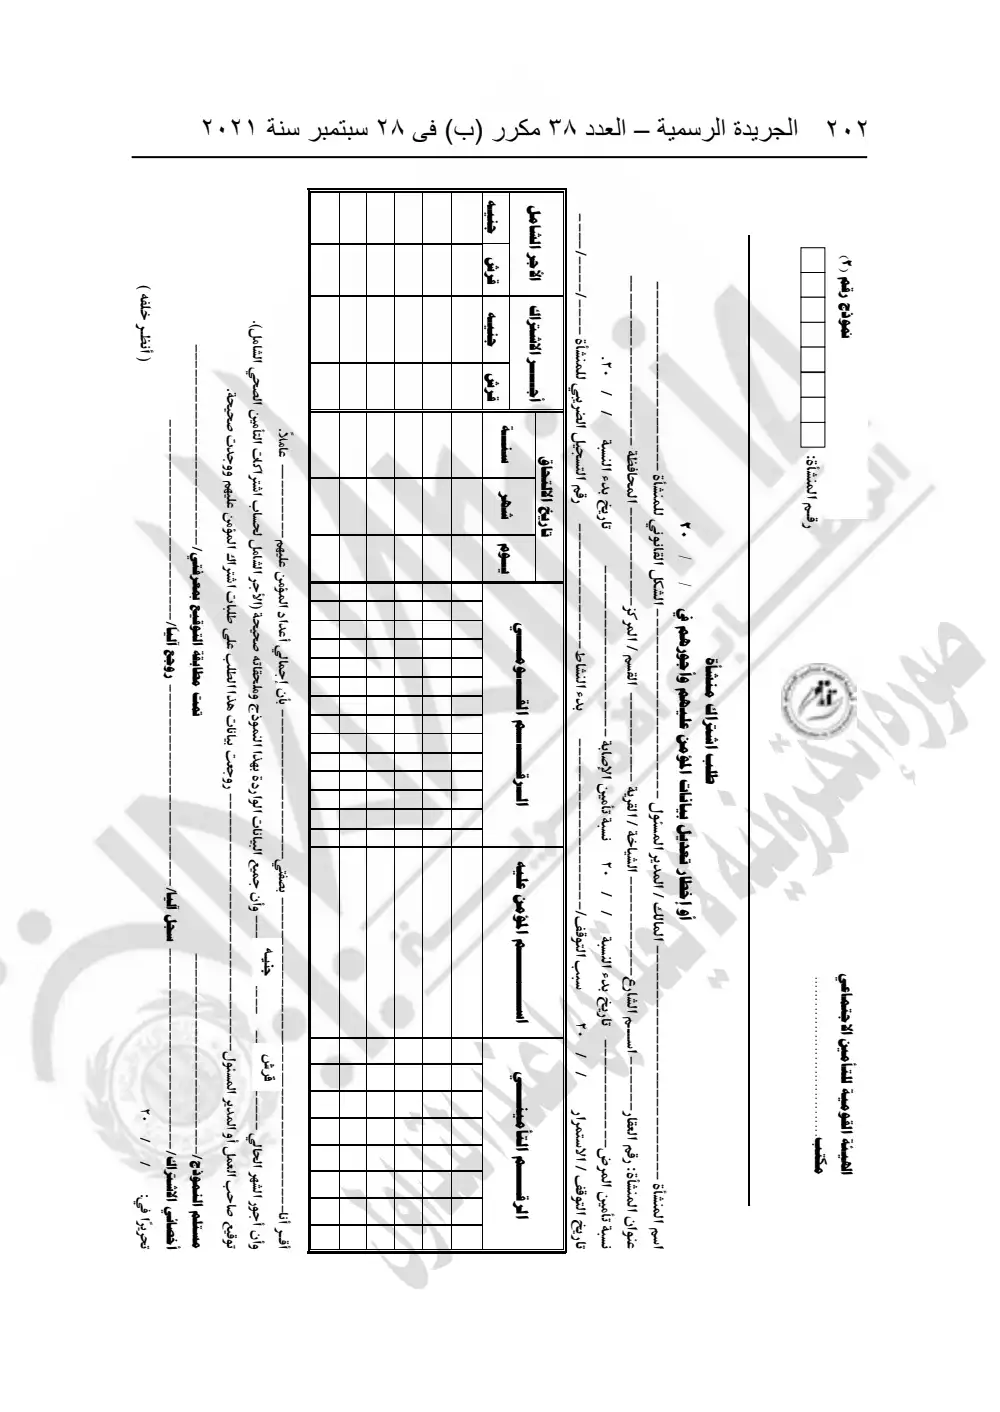 ٢٠٢ الجريدة الرسمية – العدد ٣٨ مكرر (ب) فى ٢٨ سبتمبر سنة ٢٠٢١
نموذج رقم (٢)
الهيئة القومية للتأمين الاجتماعي
مكتب........................
رقم المنشأة:
طلب اشتراك منشأة
أو إخطار تعديل بيانات المؤمن عليهم وأجورهم في / / ٢٠
اسم المنشأة ------------ المالك / المدير المسئول ------------ الشكل القانوني للمنشأة ------------
عنوان المنشأة: رقم العقار ------ اسم الشارع ------------ الشياخة / القرية ------------ القسم / المركز ------------ المحافظة ------------
نسبة تأمين المرض ------------ تاريخ بدء النسبة / / ٢٠ نسبة تأمين الإصابة ------------ تاريخ بدء النسبة / / ٢٠.
تاريخ التوقف / الاستمرار / / ٢٠ سبب التوقف/ ------------ بدء النشاط ------------ رقم التسجيل الضريبي للمنشأة ----/----/----
الرقم التأميني اسم المؤمن عليه الرقم القومي تاريخ الالتحاق أجر الاشتراك الأجر الشامل
يوم شهر سنة قرش جنيه قرش جنيه
أقر أنا ------------ بصفتي ------------ بأن إجمالي أعداد المؤمن عليهم ------------ عاملاً.
وأن أجور الشهر الحالي ------ قرش ------ جنيه ------ وأن جميع البيانات الواردة بهذا النموذج وملحقاته صحيحة (الأجر الشامل لحساب اشتراكات التأمين الصحي الشامل).
توقيع صاحب العمل أو المدير المسئول ------------ روجعت بيانات هذا الطلب على طلبات اشتراك المؤمن عليهم ووجدت صحيحة.
مستلم النموذج/ ------------ تمت مطابقة التوقيع بمعرفتي/ ------------
أخصائي الاشتراك/ ------------ سجل آليا/ ------------ روجع آليا/ ------------
تحريرًا في: / / ٢٠ (أنظر خلفه)